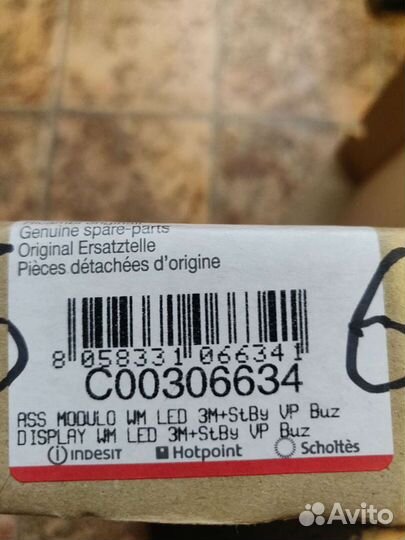 Genuine spare-parts
Original Ersatzteile
Pièces détachées d'origine
8 058331 066341
C00306634
ASS MODULO WM LED 3M+StBy VP Buz
DISPLAY WM LED 3M+StBy VP Buz
INDESIT Hotpoint Scholtès
6
Avito